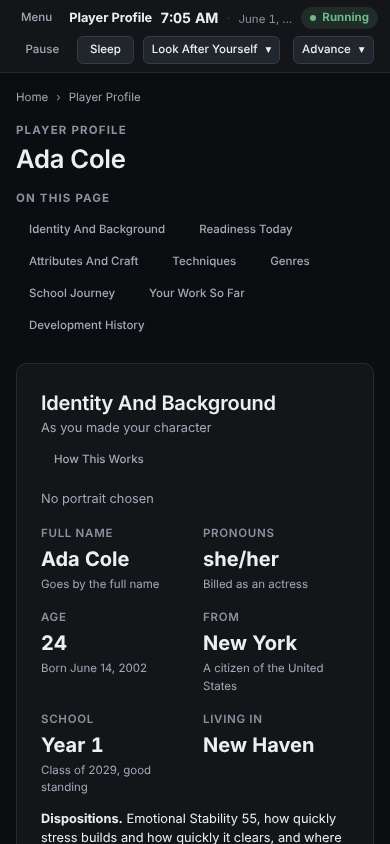 Menu Player Profile 7:05 AM · June 1, ... Running
Pause Sleep Look After Yourself ▾ Advance ▾
Home › Player Profile
PLAYER PROFILE
Ada Cole
ON THIS PAGE
Identity And Background Readiness Today
Attributes And Craft Techniques Genres
School Journey Your Work So Far
Development History
Identity And Background
As you made your character
How This Works
No portrait chosen
FULL NAME PRONOUNS
Ada Cole she/her
Goes by the full name Billed as an actress
AGE FROM
24 New York
Born June 14, 2002 A citizen of the United
States
SCHOOL LIVING IN
Year 1 New Haven
Class of 2029, good
standing
Dispositions. Emotional Stability 55, how quickly
stress builds and how quickly it clears, and where